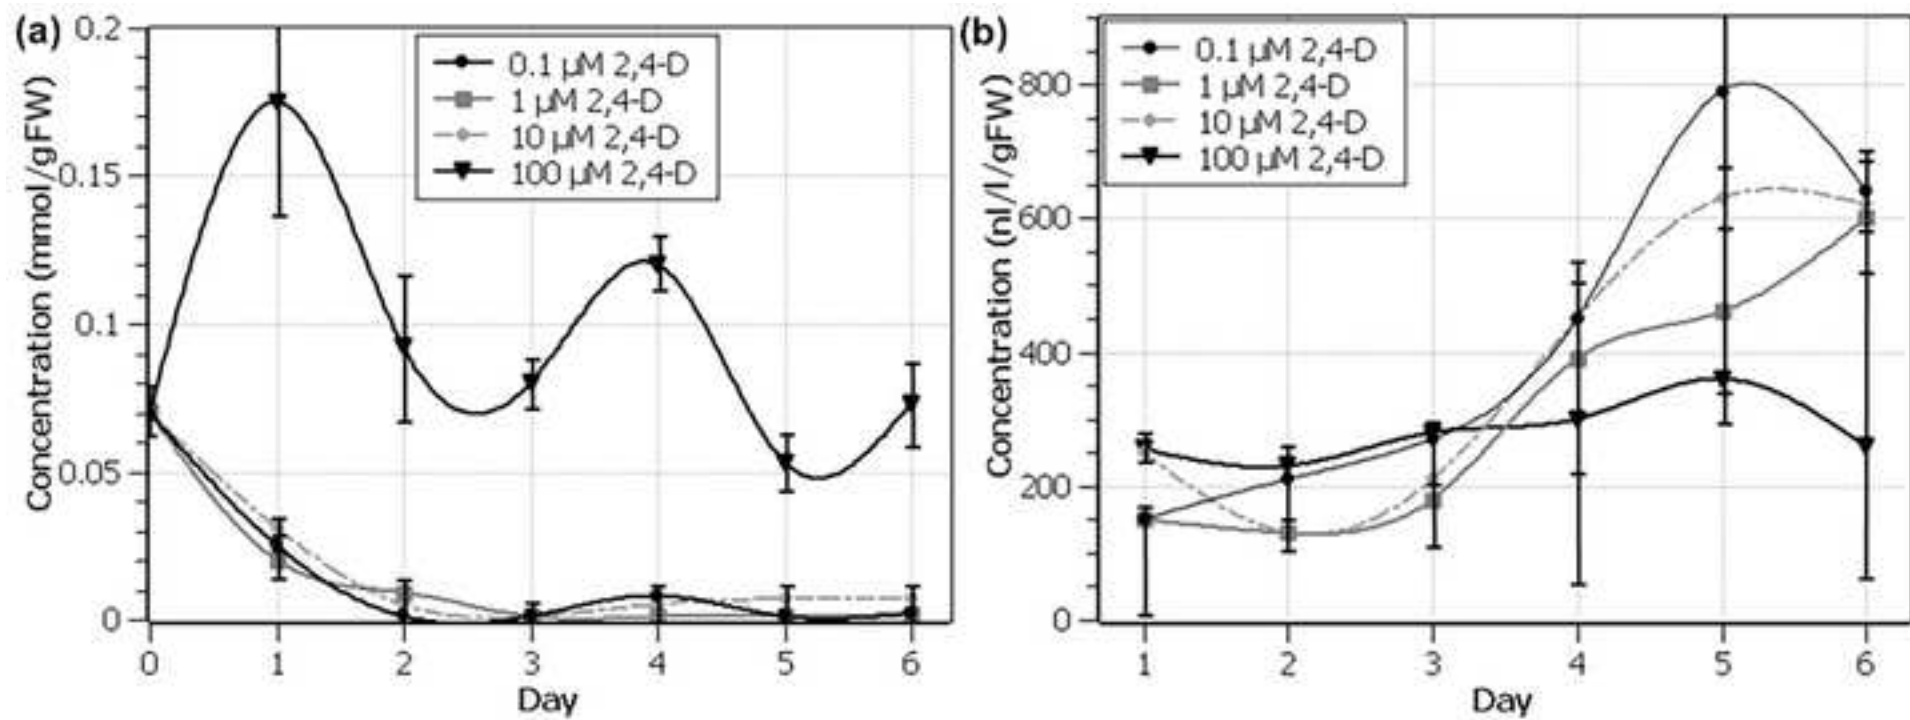 (a)
Concentration (mmol/gFW)
0.2
0.15
0.1
0.05
0
0.1 µM 2,4-D
1 µM 2,4-D
10 µM 2,4-D
100 µM 2,4-D
0 1 2 3 4 5 6
Day
(b)
Concentration (nl/l/gFW)
800
600
400
200
0
0.1 µM 2,4-D
1 µM 2,4-D
10 µM 2,4-D
100 µM 2,4-D
1 2 3 4 5 6
Day